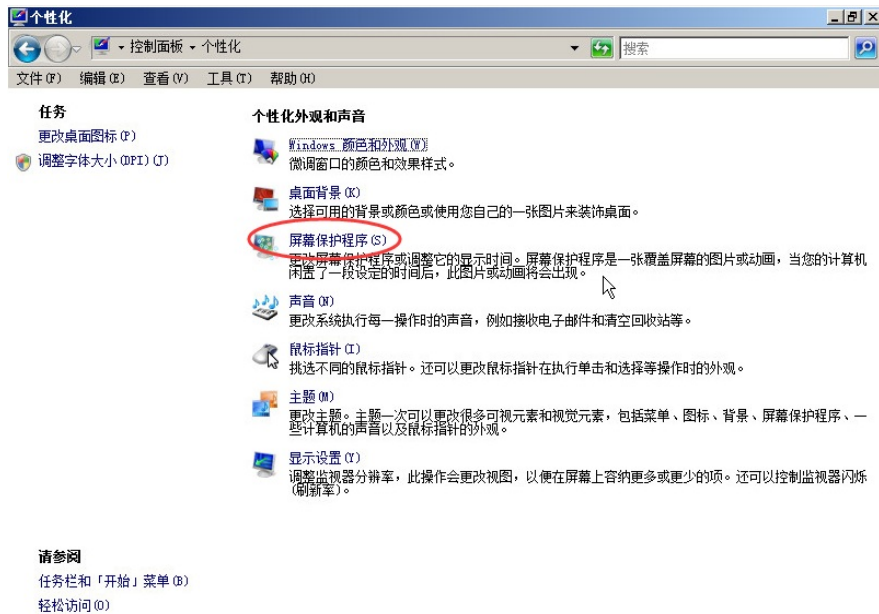 个性化
控制面板 个性化
搜索
文件(F) 编辑(E) 查看(V) 工具(T) 帮助(H)
任务
更改桌面图标(P)
调整字体大小(DPI)(J)
个性化外观和声音
Windows 颜色和外观(W)
微调窗口的颜色和效果样式。
桌面背景(K)
选择可用的背景或颜色或使用您自己的一张图片来装饰桌面。
屏幕保护程序(S)
更改屏幕保护程序或调整它的显示时间。屏幕保护程序是一张覆盖屏幕的图片或动画，当您的计算机
闲置了一段设定的时间后，此图片或动画将会出现。
声音(N)
更改系统执行每一操作时的声音，例如接收电子邮件和清空回收站等。
鼠标指针(I)
挑选不同的鼠标指针。还可以更改鼠标指针在执行单击和选择等操作时的外观。
主题(M)
更改主题。主题一次可以更改很多可视元素和视觉元素，包括菜单、图标、背景、屏幕保护程序、一
些计算机的声音以及鼠标指针的外观。
显示设置(Y)
调整监视器分辨率，此操作会更改视图，以便在屏幕上容纳更多或更少的项。还可以控制监视器闪烁
(刷新率)。
请参阅
任务栏和「开始」菜单(B)
轻松访问(O)